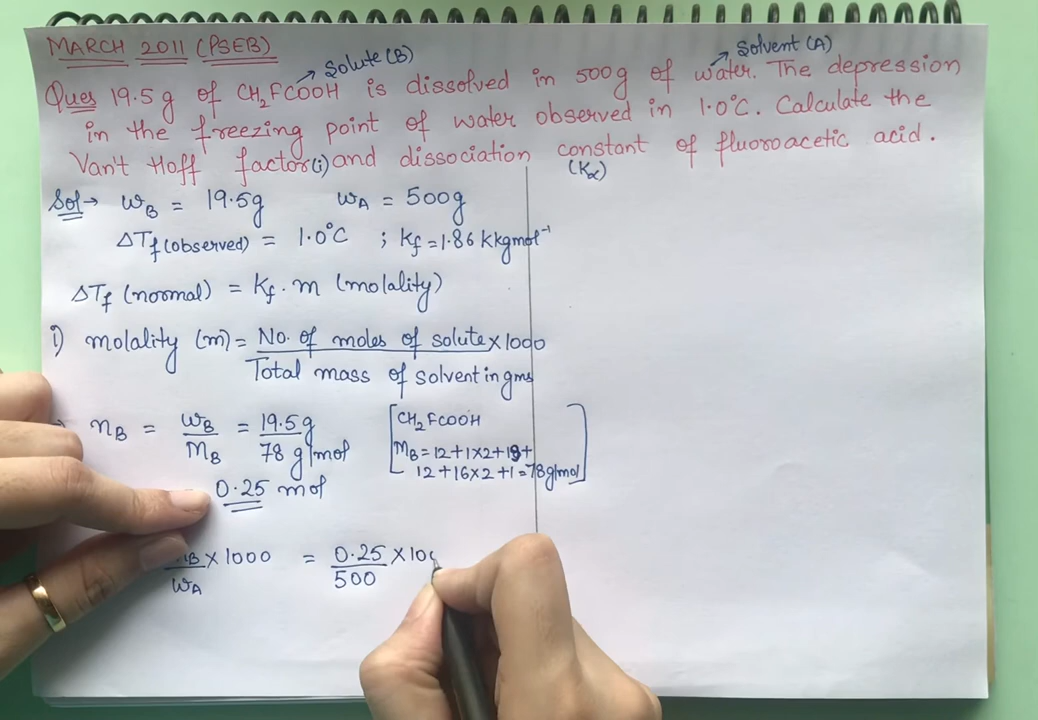 MARCH 2011 (PSEB)
Solute (B)
Solvent (A)
Ques 19.5 g of CH₂FCOOH is dissolved in 500g of water. The depression
in the freezing point of water observed in 1.0°C. Calculate the
Van't Hoff factor (i) and dissociation constant of fluoroacetic acid.
(Kα)
Sol → WB = 19.5g WA = 500g
ΔTf (observed) = 1.0°C ; Kf = 1.86 K kg mol⁻¹
ΔTf (normal) = Kf . m (molality)
i) molality (m) = No. of moles of solute × 1000
Total mass of solvent in gms
nB = WB = 19.5g
MB 78 g/mol
[CH₂FCOOH
MB = 12+1×2+19+
12+16×2+1 = 78g/mol]
0.25 mol
B × 1000 = 0.25 × 100
WA 500